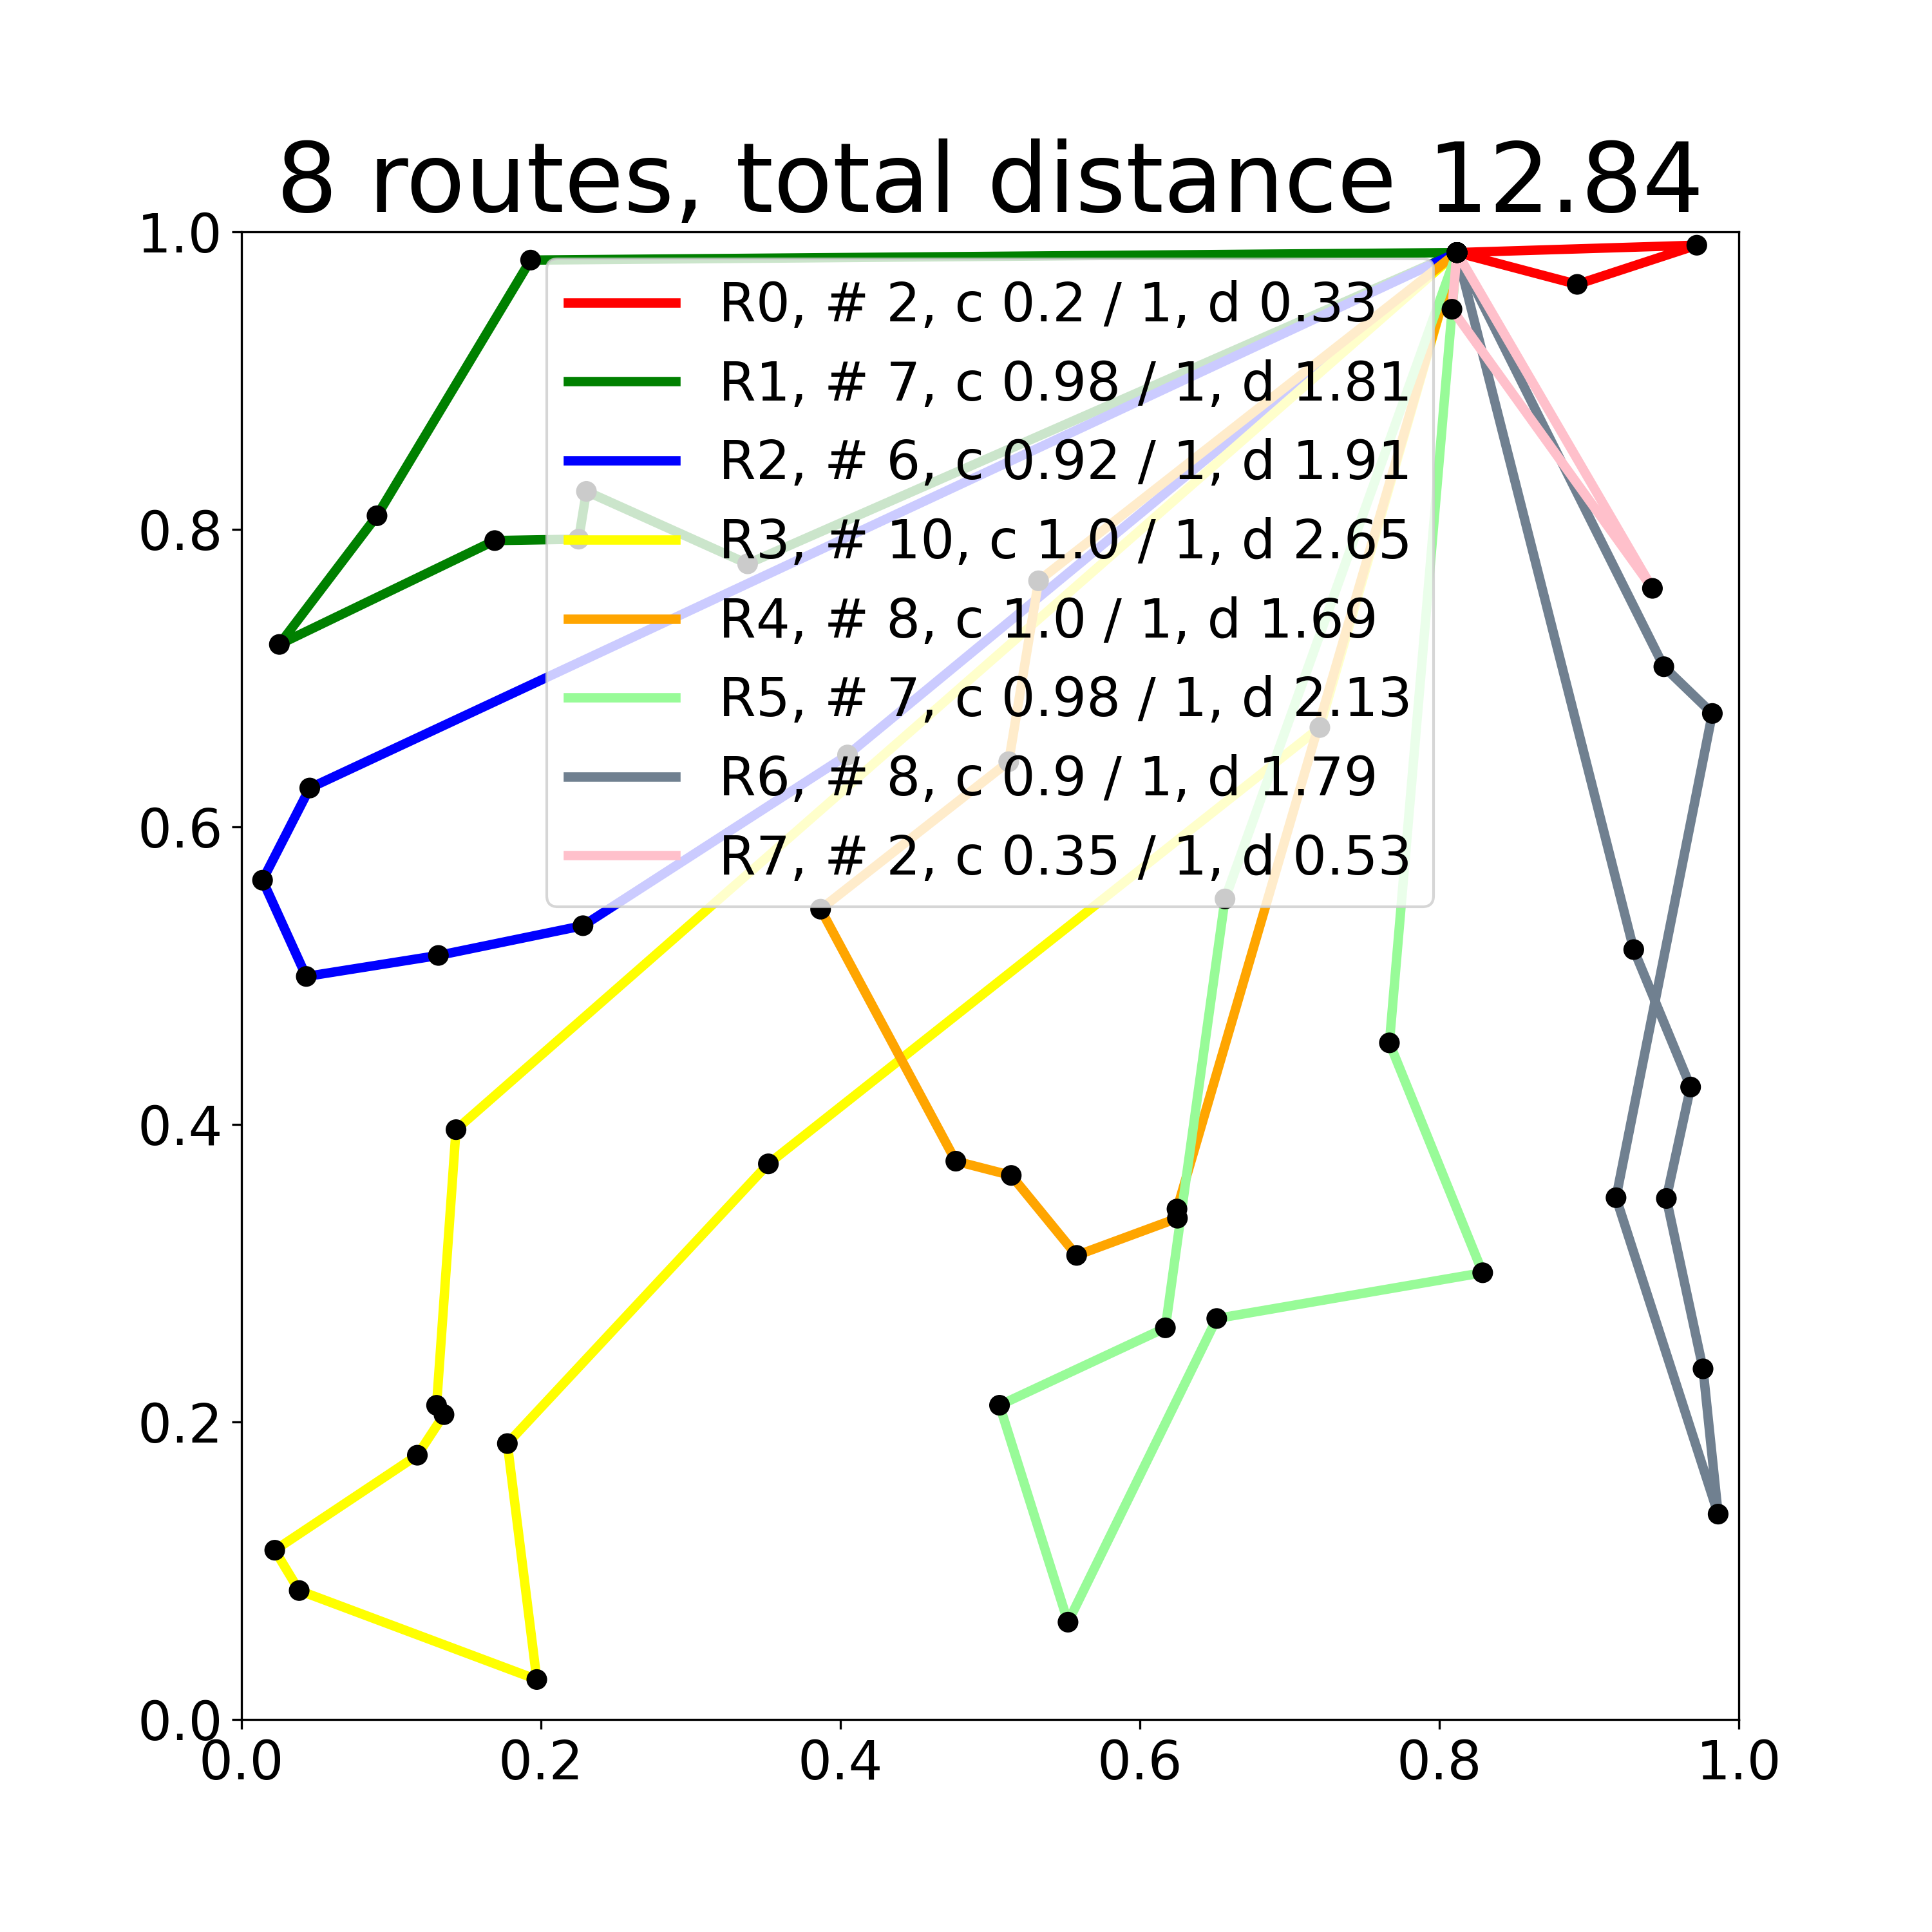 8 routes, total distance 12.84
1.0
0.8
0.6
0.4
0.2
0.0
R0, # 2, c 0.2 / 1, d 0.33
R1, # 7, c 0.98 / 1, d 1.81
R2, # 6, c 0.92 / 1, d 1.91
R3, # 10, c 1.0 / 1, d 2.65
R4, # 8, c 1.0 / 1, d 1.69
R5, # 7, c 0.98 / 1, d 2.13
R6, # 8, c 0.9 / 1, d 1.79
R7, # 2, c 0.35 / 1, d 0.53
0.0 0.2 0.4 0.6 0.8 1.0